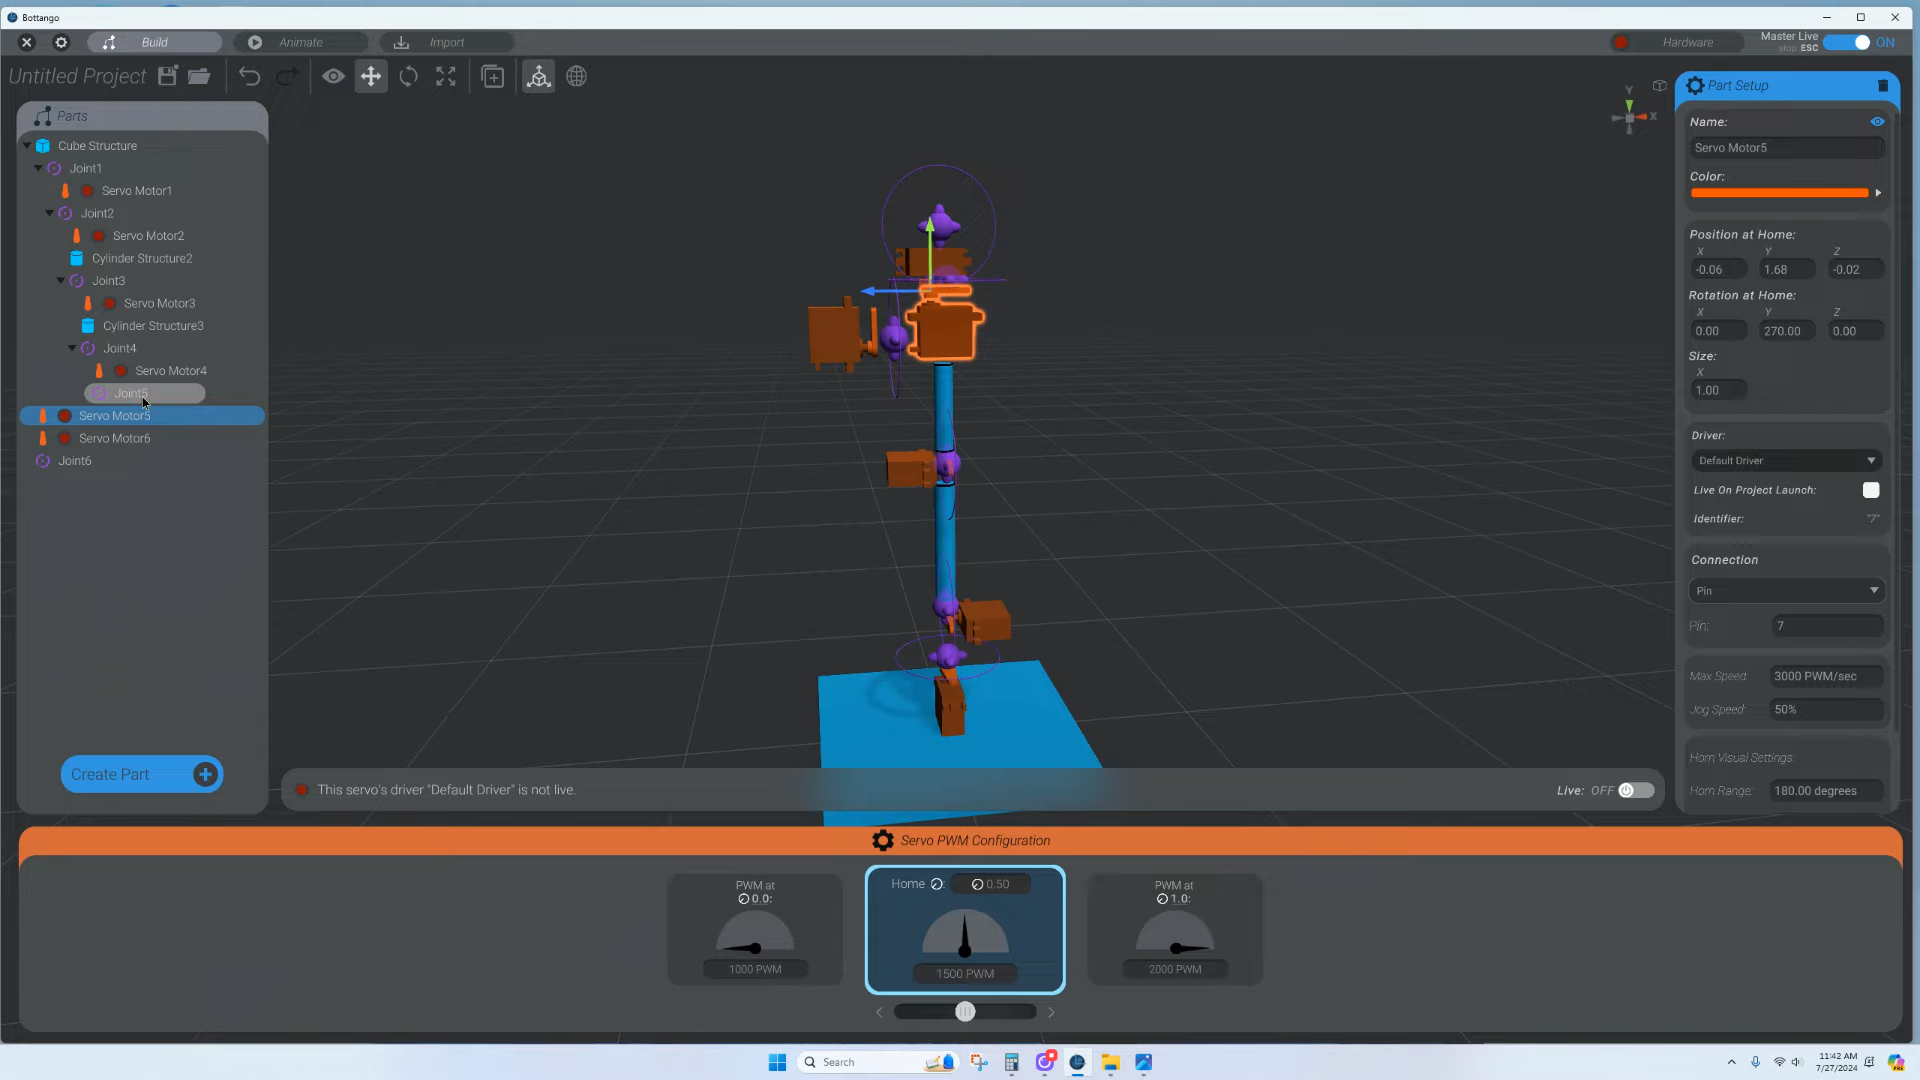 Bottango
Build
Animate
Import
Hardware
Master Live
stop ESC
ON
Untitled Project
Parts
Cube Structure
Joint1
Servo Motor1
Joint2
Servo Motor2
Cylinder Structure2
Joint3
Servo Motor3
Cylinder Structure3
Joint4
Servo Motor4
Joint5
Servo Motor5
Servo Motor6
Joint6
Create Part
Y
X
Part Setup
Name:
Servo Motor5
Color:
Position at Home:
X Y Z
-0.06 1.68 -0.02
Rotation at Home:
X Y Z
0.00 270.00 0.00
Size:
X
1.00
Driver:
Default Driver
Live On Project Launch:
Identifier: "7"
Connection
Pin
Pin: 7
Max Speed: 3000 PWM/sec
Jog Speed: 50%
Horn Visual Settings:
Horn Range: 180.00 degrees
This servo's driver "Default Driver" is not live.
Live: OFF
Servo PWM Configuration
PWM at
0.0:
1000 PWM
Home : 0.50
1500 PWM
PWM at
1.0:
2000 PWM
Search
11:42 AM
7/27/2024